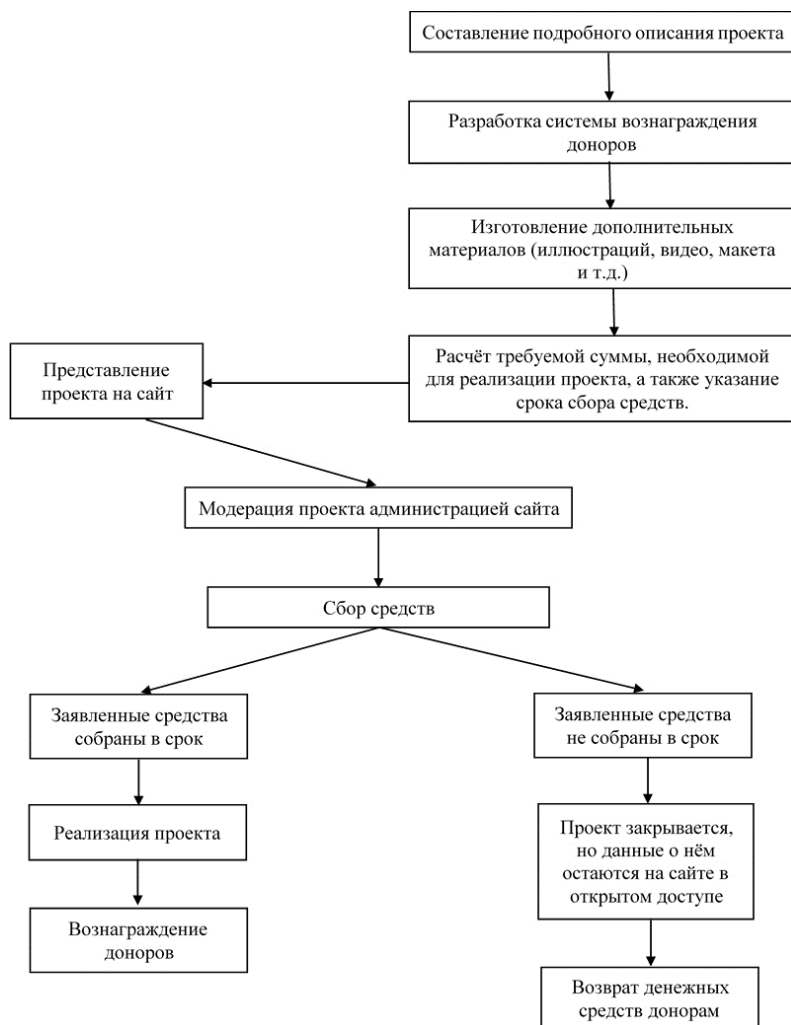 Составление подробного описания проекта
Разработка системы вознаграждения
доноров
Изготовление дополнительных
материалов (иллюстраций, видео, макета
и т.д.)
Расчёт требуемой суммы, необходимой
для реализации проекта, а также указание
срока сбора средств.
Представление
проекта на сайт
Модерация проекта администрацией сайта
Сбор средств
Заявленные средства
собраны в срок
Реализация проекта
Вознаграждение
доноров
Заявленные средства
не собраны в срок
Проект закрывается,
но данные о нём
остаются на сайте в
открытом доступе
Возврат денежных
средств донорам